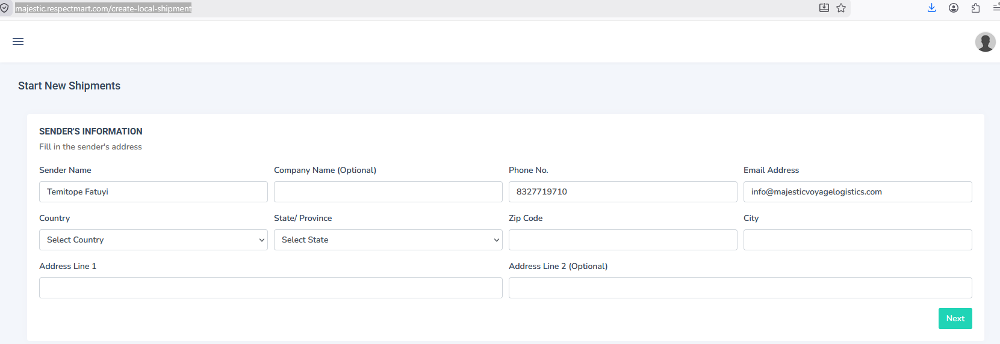 majestic.respectmart.com/create-local-shipment
Start New Shipments
SENDER'S INFORMATION
Fill in the sender's address
Sender Name
Company Name (Optional)
Phone No.
Email Address
Temitope Fatuyi
8327719710
info@majesticvoyagelogistics.com
Country
State/ Province
Zip Code
City
Select Country
Select State
Address Line 1
Address Line 2 (Optional)
Next